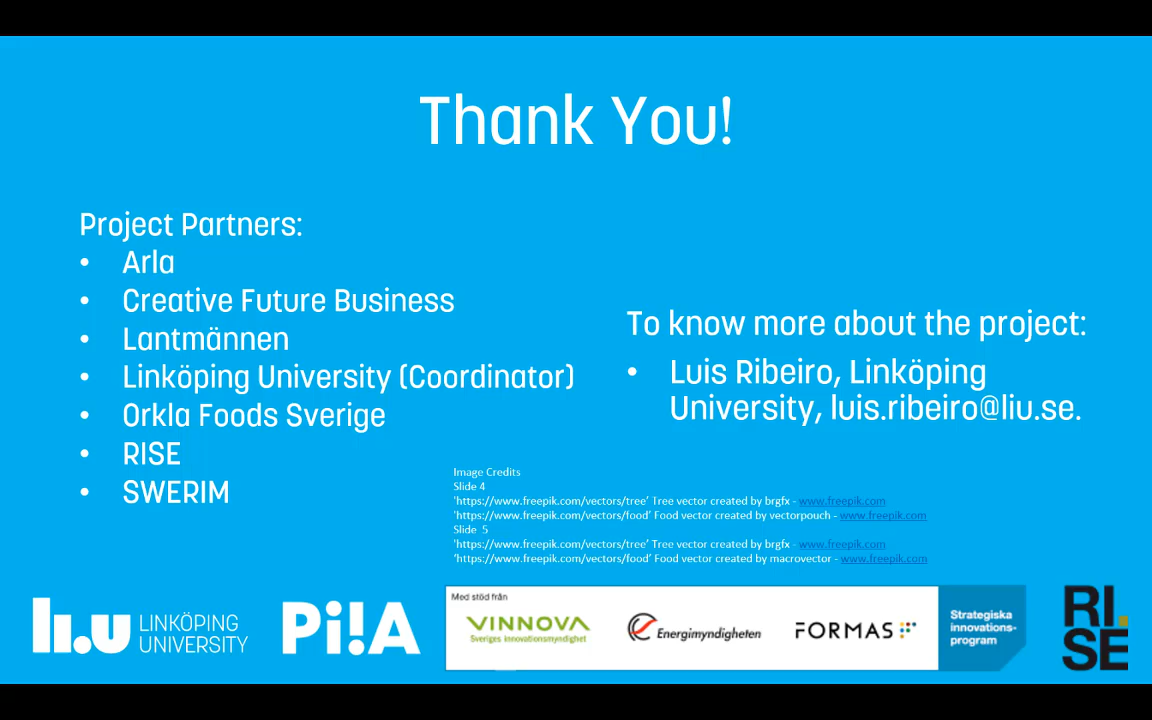 Thank You!
Project Partners:
• Arla
• Creative Future Business
• Lantmännen
• Linköping University (Coordinator)
• Orkla Foods Sverige
• RISE
• SWERIM
To know more about the project:
• Luis Ribeiro, Linköping
University, luis.ribeiro@liu.se.
Image Credits
Slide 4
'https://www.freepik.com/vectors/tree' Tree vector created by brgfx - www.freepik.com
'https://www.freepik.com/vectors/food' Food vector created by vectorpouch - www.freepik.com
Slide 5
'https://www.freepik.com/vectors/tree' Tree vector created by brgfx - www.freepik.com
'https://www.freepik.com/vectors/food' Food vector created by macrovector - www.freepik.com
li.u LINKÖPING
UNIVERSITY
Pi!A
Med stöd från
VINNOVA
Sveriges innovationsmyndighet
Energimyndigheten
FORMAS
Strategiska
innovations-
program
RI.
SE